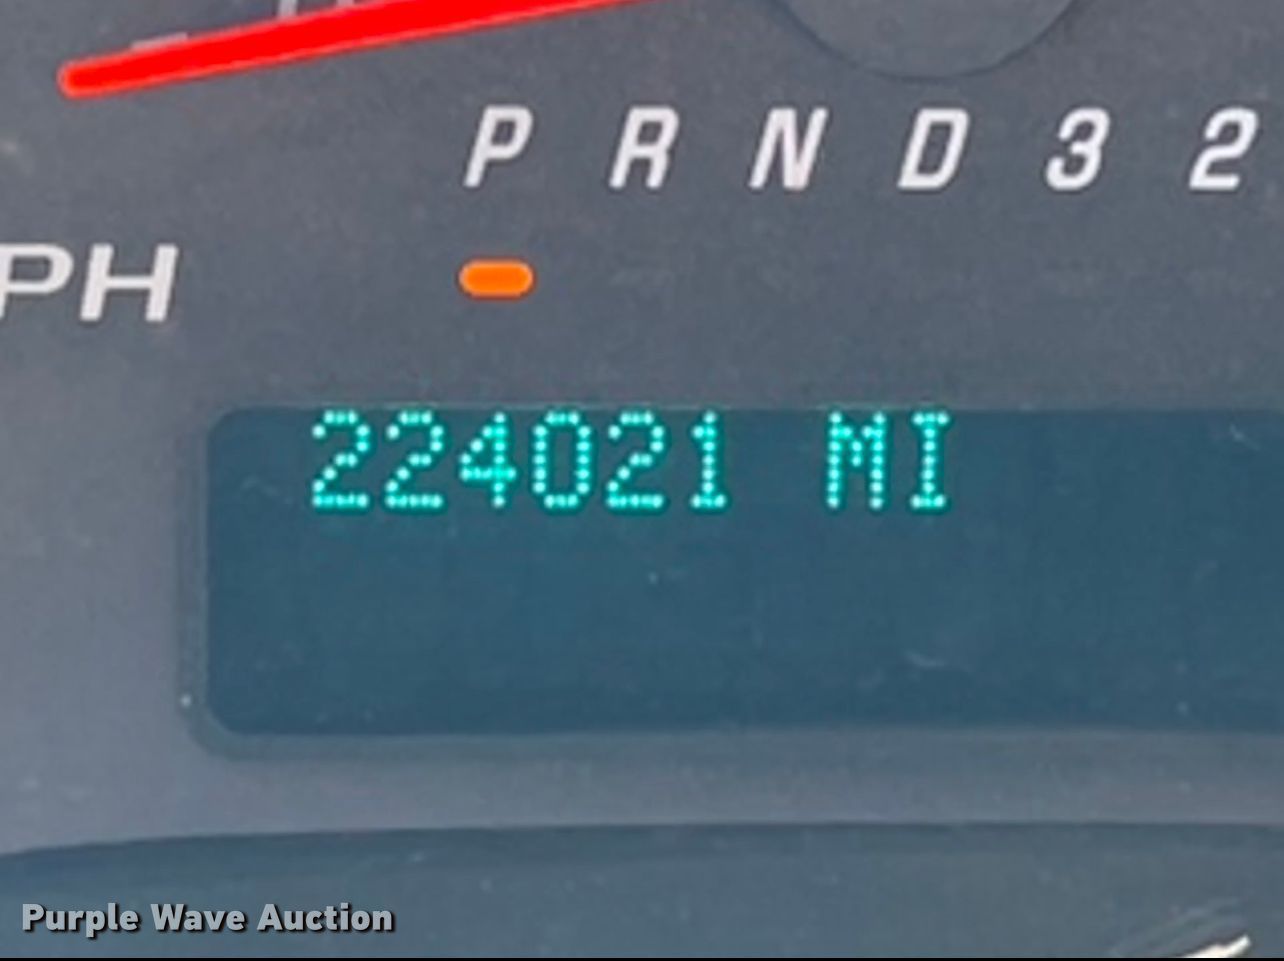 P R N D 3 2
PH
224021 MI
Purple Wave Auction